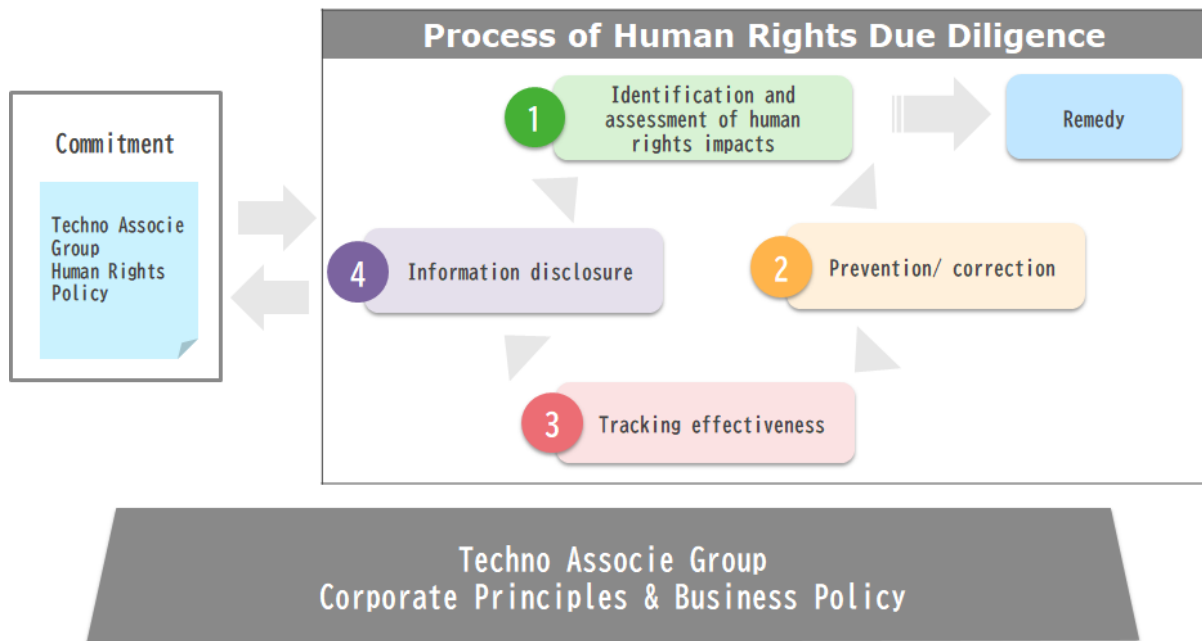 Process of Human Rights Due Diligence
Commitment
Techno Associe
Group
Human Rights
Policy
1
Identification and
assessment of human
rights impacts
Remedy
2
Prevention/ correction
3
Tracking effectiveness
4
Information disclosure
Techno Associe Group
Corporate Principles & Business Policy